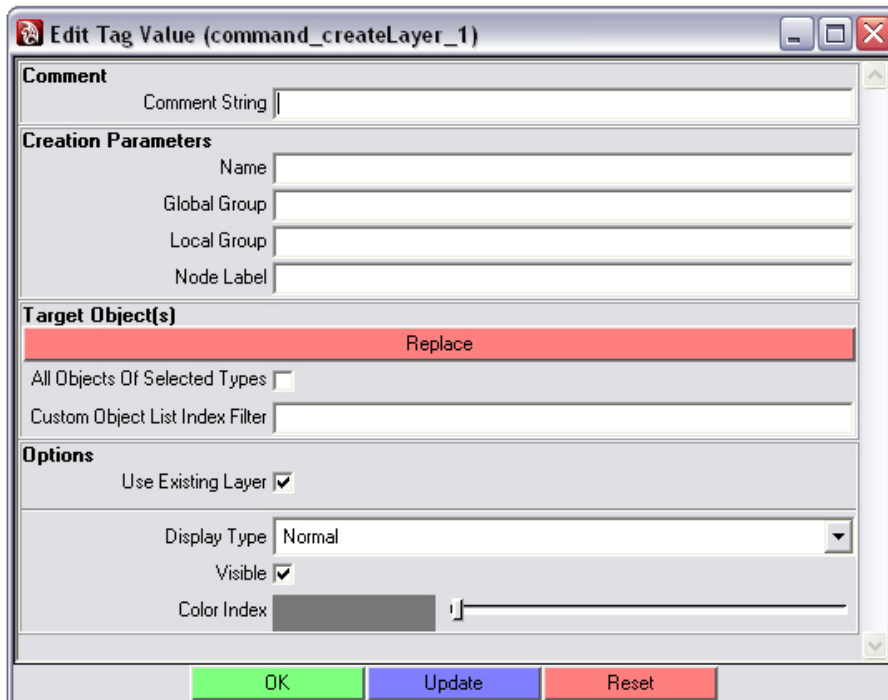 Edit Tag Value (command_createLayer_1)
Comment
Comment String
Creation Parameters
Name
Global Group
Local Group
Node Label
Target Object(s)
Replace
All Objects Of Selected Types
Custom Object List Index Filter
Options
Use Existing Layer
Display Type Normal
Visible
Color Index
OK Update Reset